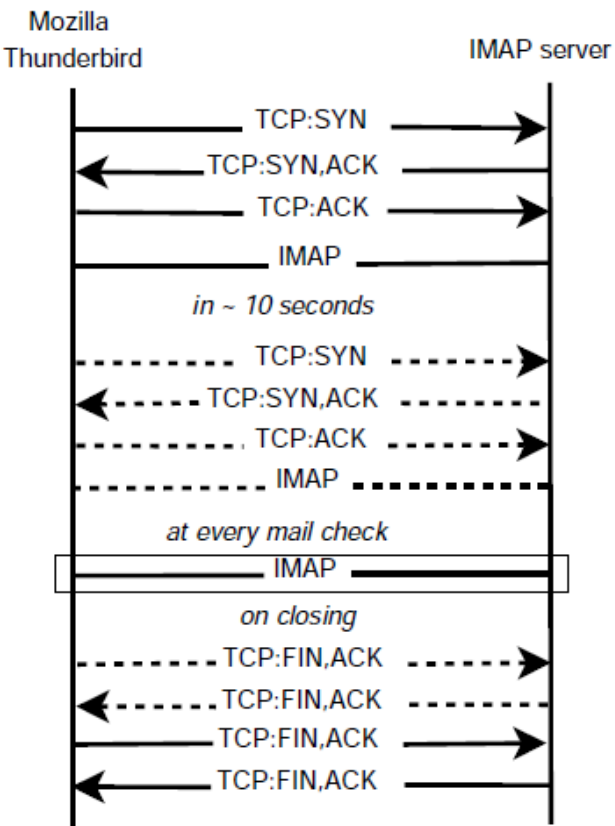 Mozilla
Thunderbird
IMAP server
TCP:SYN
TCP:SYN,ACK
TCP:ACK
IMAP
in ~ 10 seconds
TCP:SYN
TCP:SYN,ACK
TCP:ACK
IMAP
at every mail check
IMAP
on closing
TCP:FIN,ACK
TCP:FIN,ACK
TCP:FIN,ACK
TCP:FIN,ACK